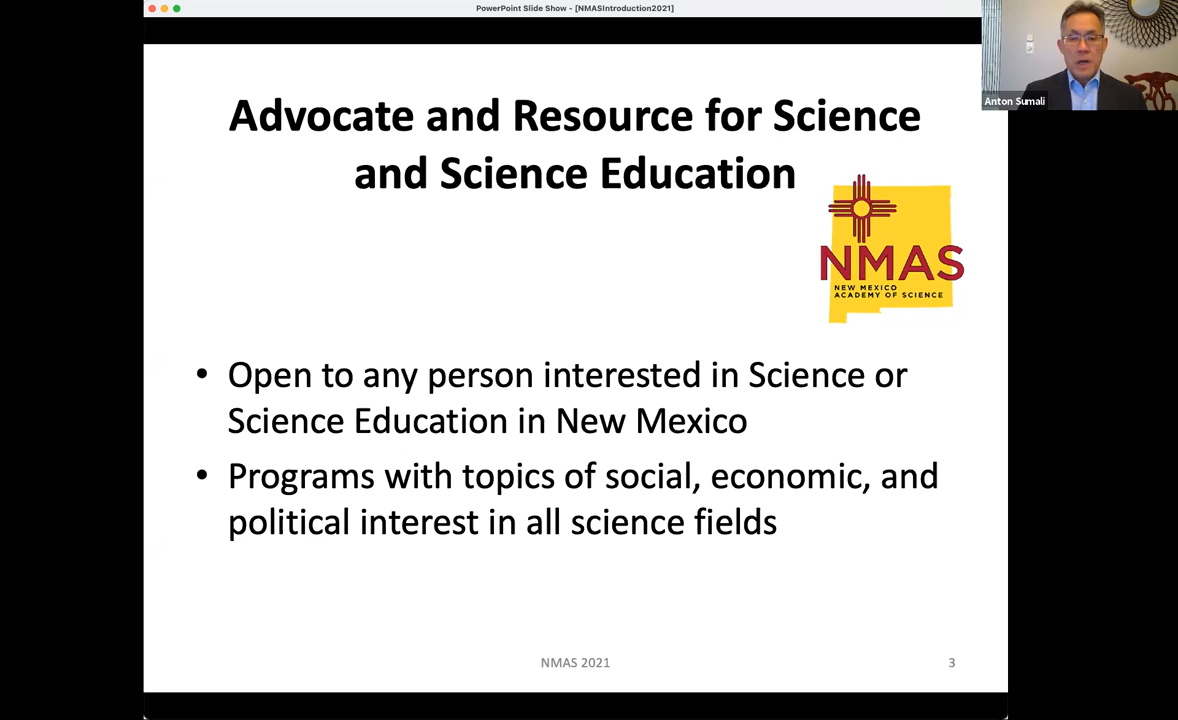 PowerPoint Slide Show - [NMASIntroduction2021]
Anton Sumali
Advocate and Resource for Science
and Science Education
NMAS
NEW MEXICO
ACADEMY OF SCIENCE
• Open to any person interested in Science or
Science Education in New Mexico
• Programs with topics of social, economic, and
political interest in all science fields
NMAS 2021
3